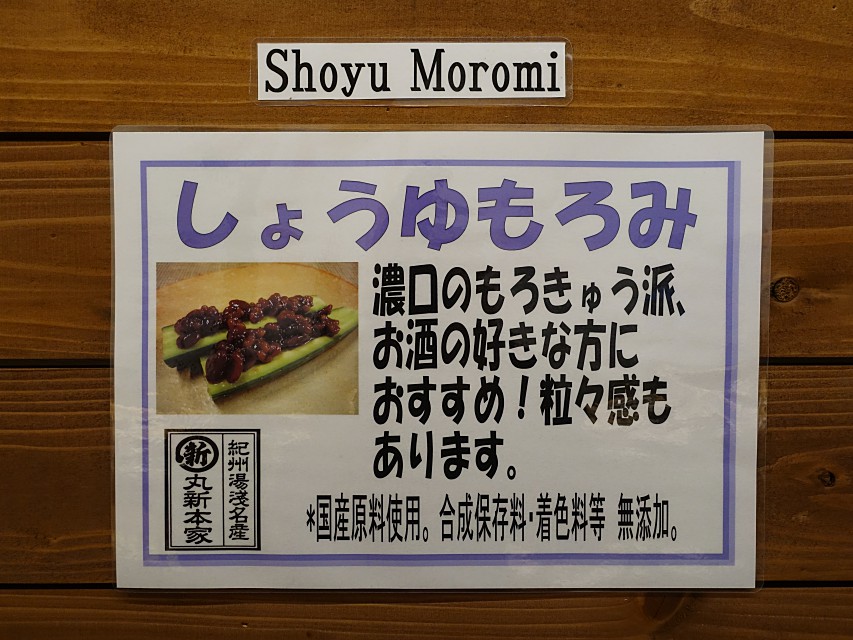 Shoyu Moromi
しょうゆもろみ
濃口のもろきゅう派、
お酒の好きな方に
おすすめ！粒々感も
あります。
紀州湯淺名産
新
丸新本家
*国産原料使用。合成保存料・着色料等 無添加。